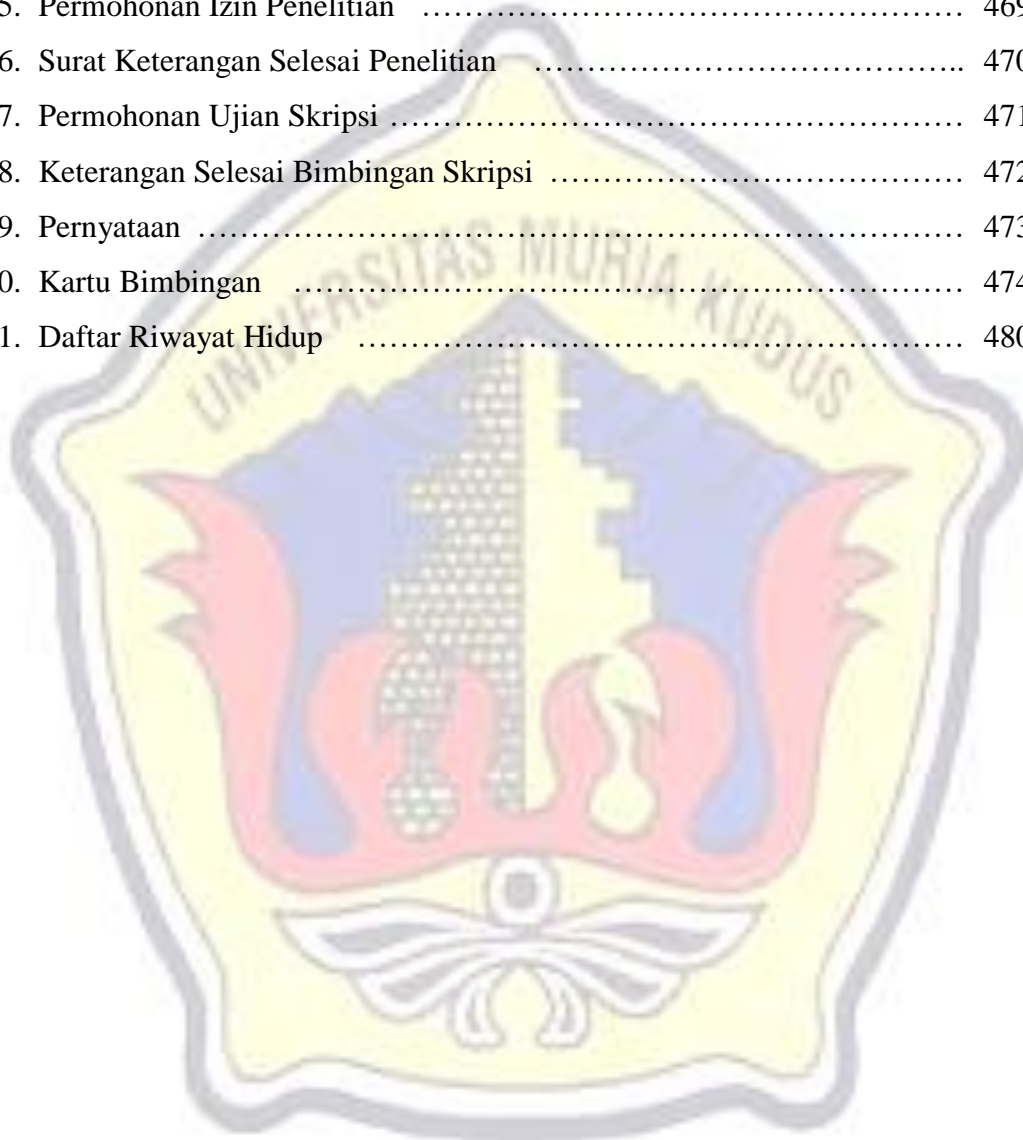 5. Permohonan Izin Penelitian ………………………………………………… 469
6. Surat Keterangan Selesai Penelitian ………………………………….. 470
7. Permohonan Ujian Skripsi ……………………………………………… 471
8. Keterangan Selesai Bimbingan Skripsi ………………………………… 472
9. Pernyataan ……………………………………………………………… 473
0. Kartu Bimbingan ……………………………………………………… 474
1. Daftar Riwayat Hidup ………………………………………………… 480
UNIVERSITAS MURIA KUDUS